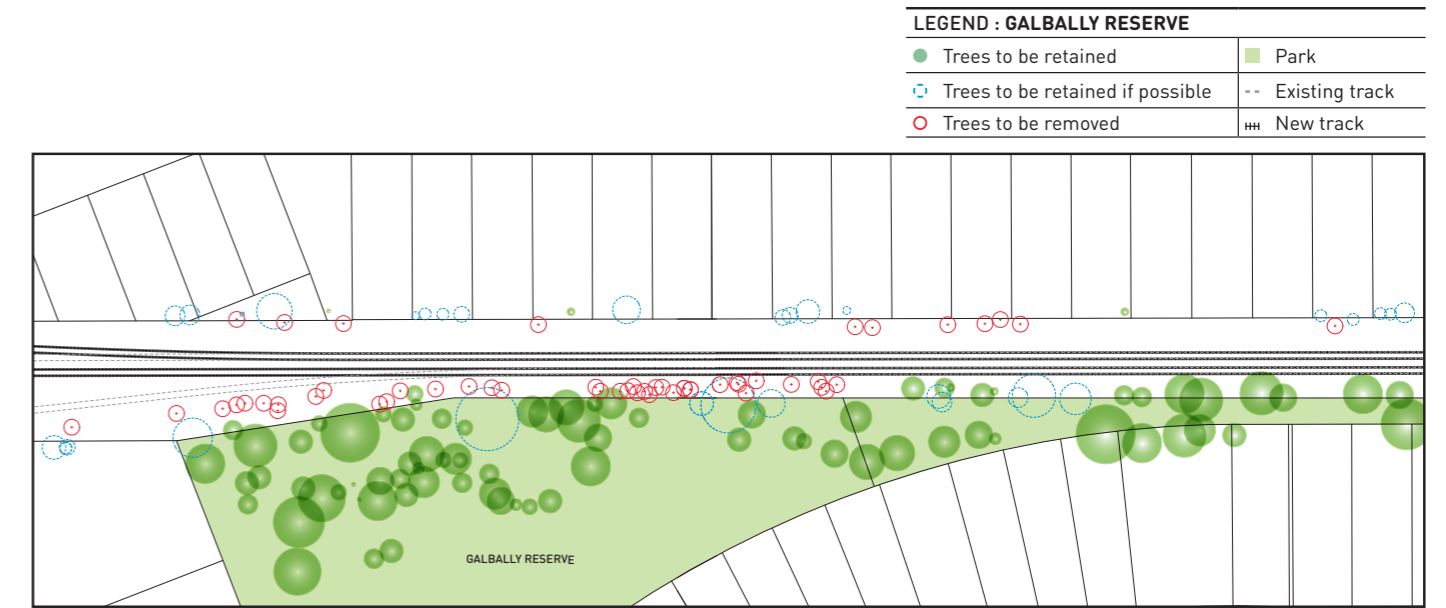 LEGEND : GALBALLY RESERVE
Trees to be retained
Park
Trees to be retained if possible
Existing track
Trees to be removed
New track
GALBALLY RESERVE